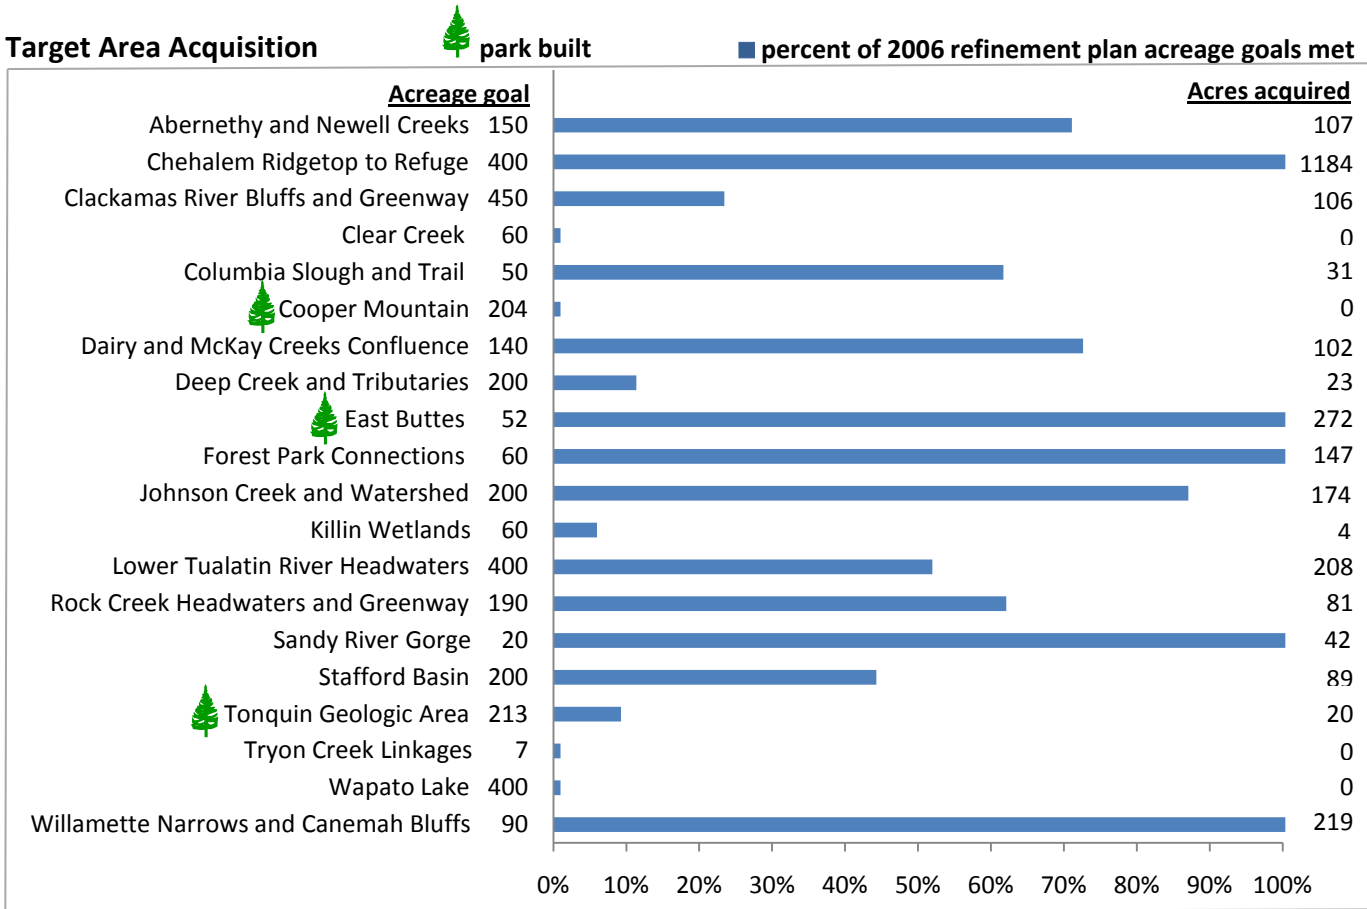 Target Area Acquisition park built percent of 2006 refinement plan acreage goals met
Acreage goal Acres acquired
Abernethy and Newell Creeks 150 107
Chehalem Ridgetop to Refuge 400 1184
Clackamas River Bluffs and Greenway 450 106
Clear Creek 60 0
Columbia Slough and Trail 50 31
Cooper Mountain 204 0
Dairy and McKay Creeks Confluence 140 102
Deep Creek and Tributaries 200 23
East Buttes 52 272
Forest Park Connections 60 147
Johnson Creek and Watershed 200 174
Killin Wetlands 60 4
Lower Tualatin River Headwaters 400 208
Rock Creek Headwaters and Greenway 190 81
Sandy River Gorge 20 42
Stafford Basin 200 89
Tonquin Geologic Area 213 20
Tryon Creek Linkages 7 0
Wapato Lake 400 0
Willamette Narrows and Canemah Bluffs 90 219
0% 10% 20% 30% 40% 50% 60% 70% 80% 90% 100%